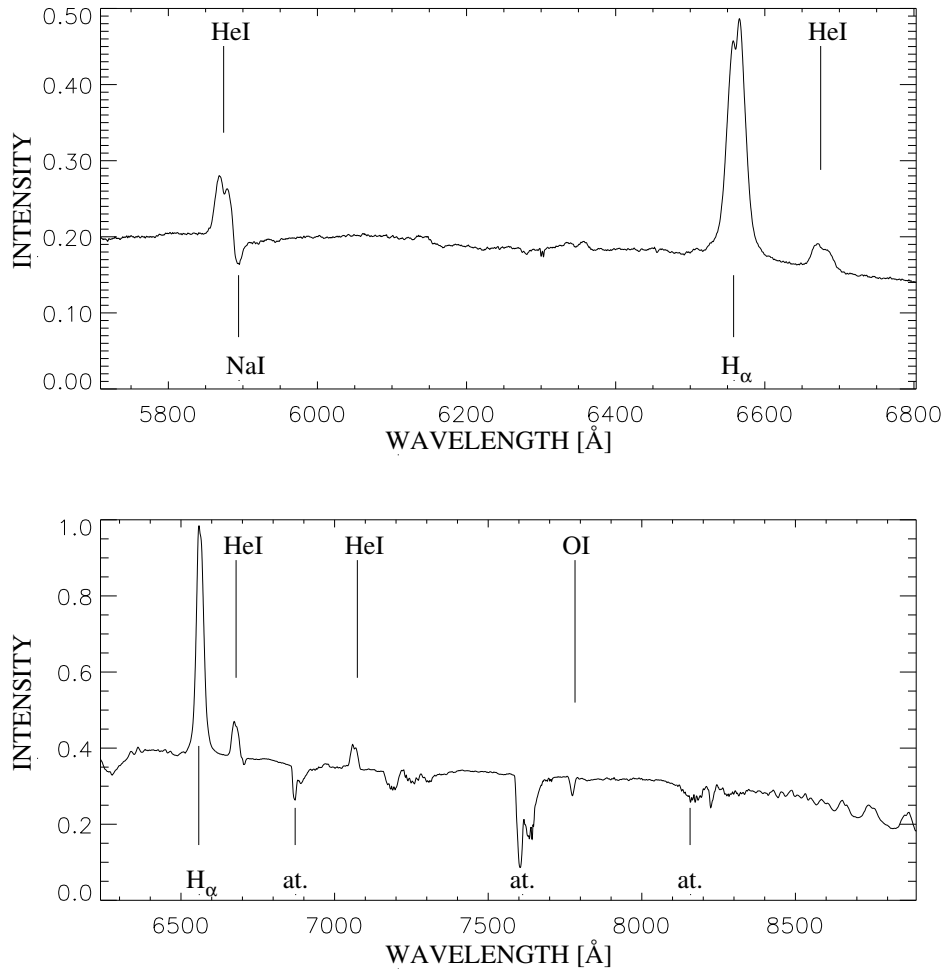 0.50
HeI
HeI
0.40
0.30
INTENSITY
0.20
0.10
NaI
Hα
0.00
5800 6000 6200 6400 6600 6800
WAVELENGTH [Å]
1.0
HeI HeI OI
0.8
0.6
INTENSITY
0.4
0.2
Hα at. at. at.
0.0
6500 7000 7500 8000 8500
WAVELENGTH [Å]